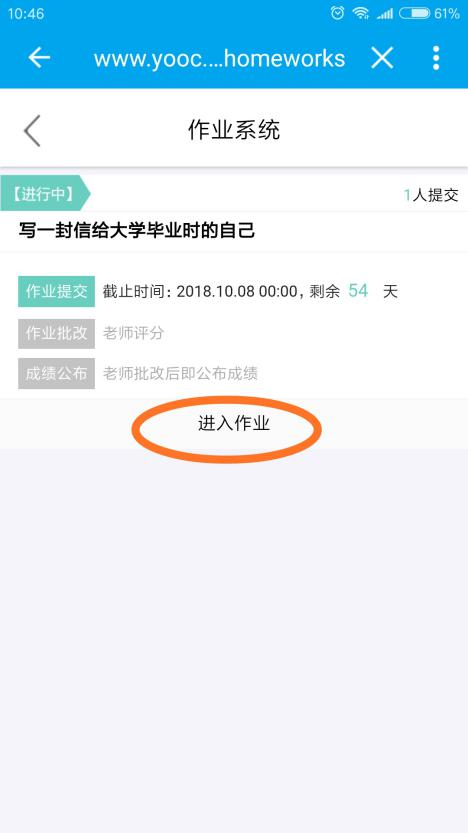 10:46 61%
www.yooc....homeworks
作业系统
【进行中】 1人提交
写一封信给大学毕业时的自己
作业提交 截止时间：2018.10.08 00:00，剩余 54 天
作业批改 老师评分
成绩公布 老师批改后即公布成绩
进入作业